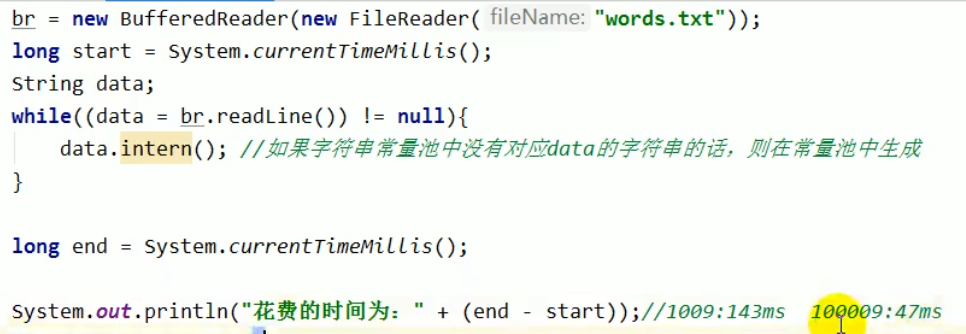 br = new BufferedReader(new FileReader( fileName: "words.txt"));
long start = System.currentTimeMillis();
String data;
while((data = br.readLine()) != null){
data.intern(); //如果字符串常量池中没有对应data的字符串的话，则在常量池中生成
}
long end = System.currentTimeMillis();
System.out.println("花费的时间为：" + (end - start));//1009:143ms  100009:47ms